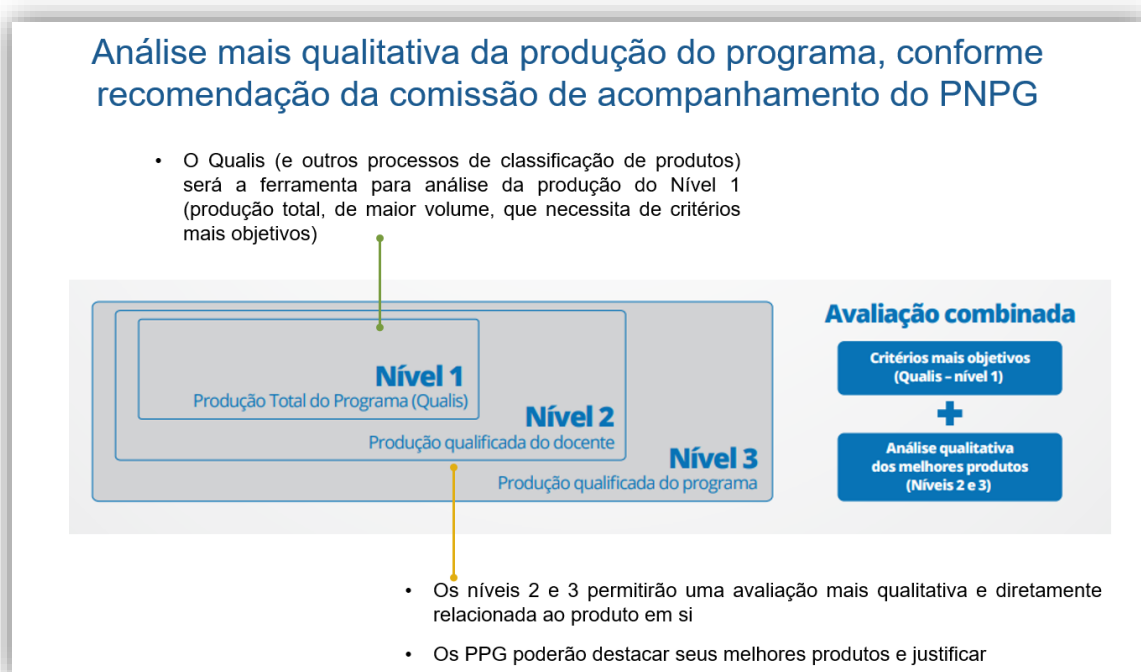 Análise mais qualitativa da produção do programa, conforme
recomendação da comissão de acompanhamento do PNPG
• O Qualis (e outros processos de classificação de produtos)
será a ferramenta para análise da produção do Nível 1
(produção total, de maior volume, que necessita de critérios
mais objetivos)
Nível 1
Produção Total do Programa (Qualis)
Nível 2
Produção qualificada do docente
Nível 3
Produção qualificada do programa
Avaliação combinada
Critérios mais objetivos
(Qualis – nível 1)
+
Análise qualitativa
dos melhores produtos
(Níveis 2 e 3)
• Os níveis 2 e 3 permitirão uma avaliação mais qualitativa e diretamente
relacionada ao produto em si
• Os PPG poderão destacar seus melhores produtos e justificar